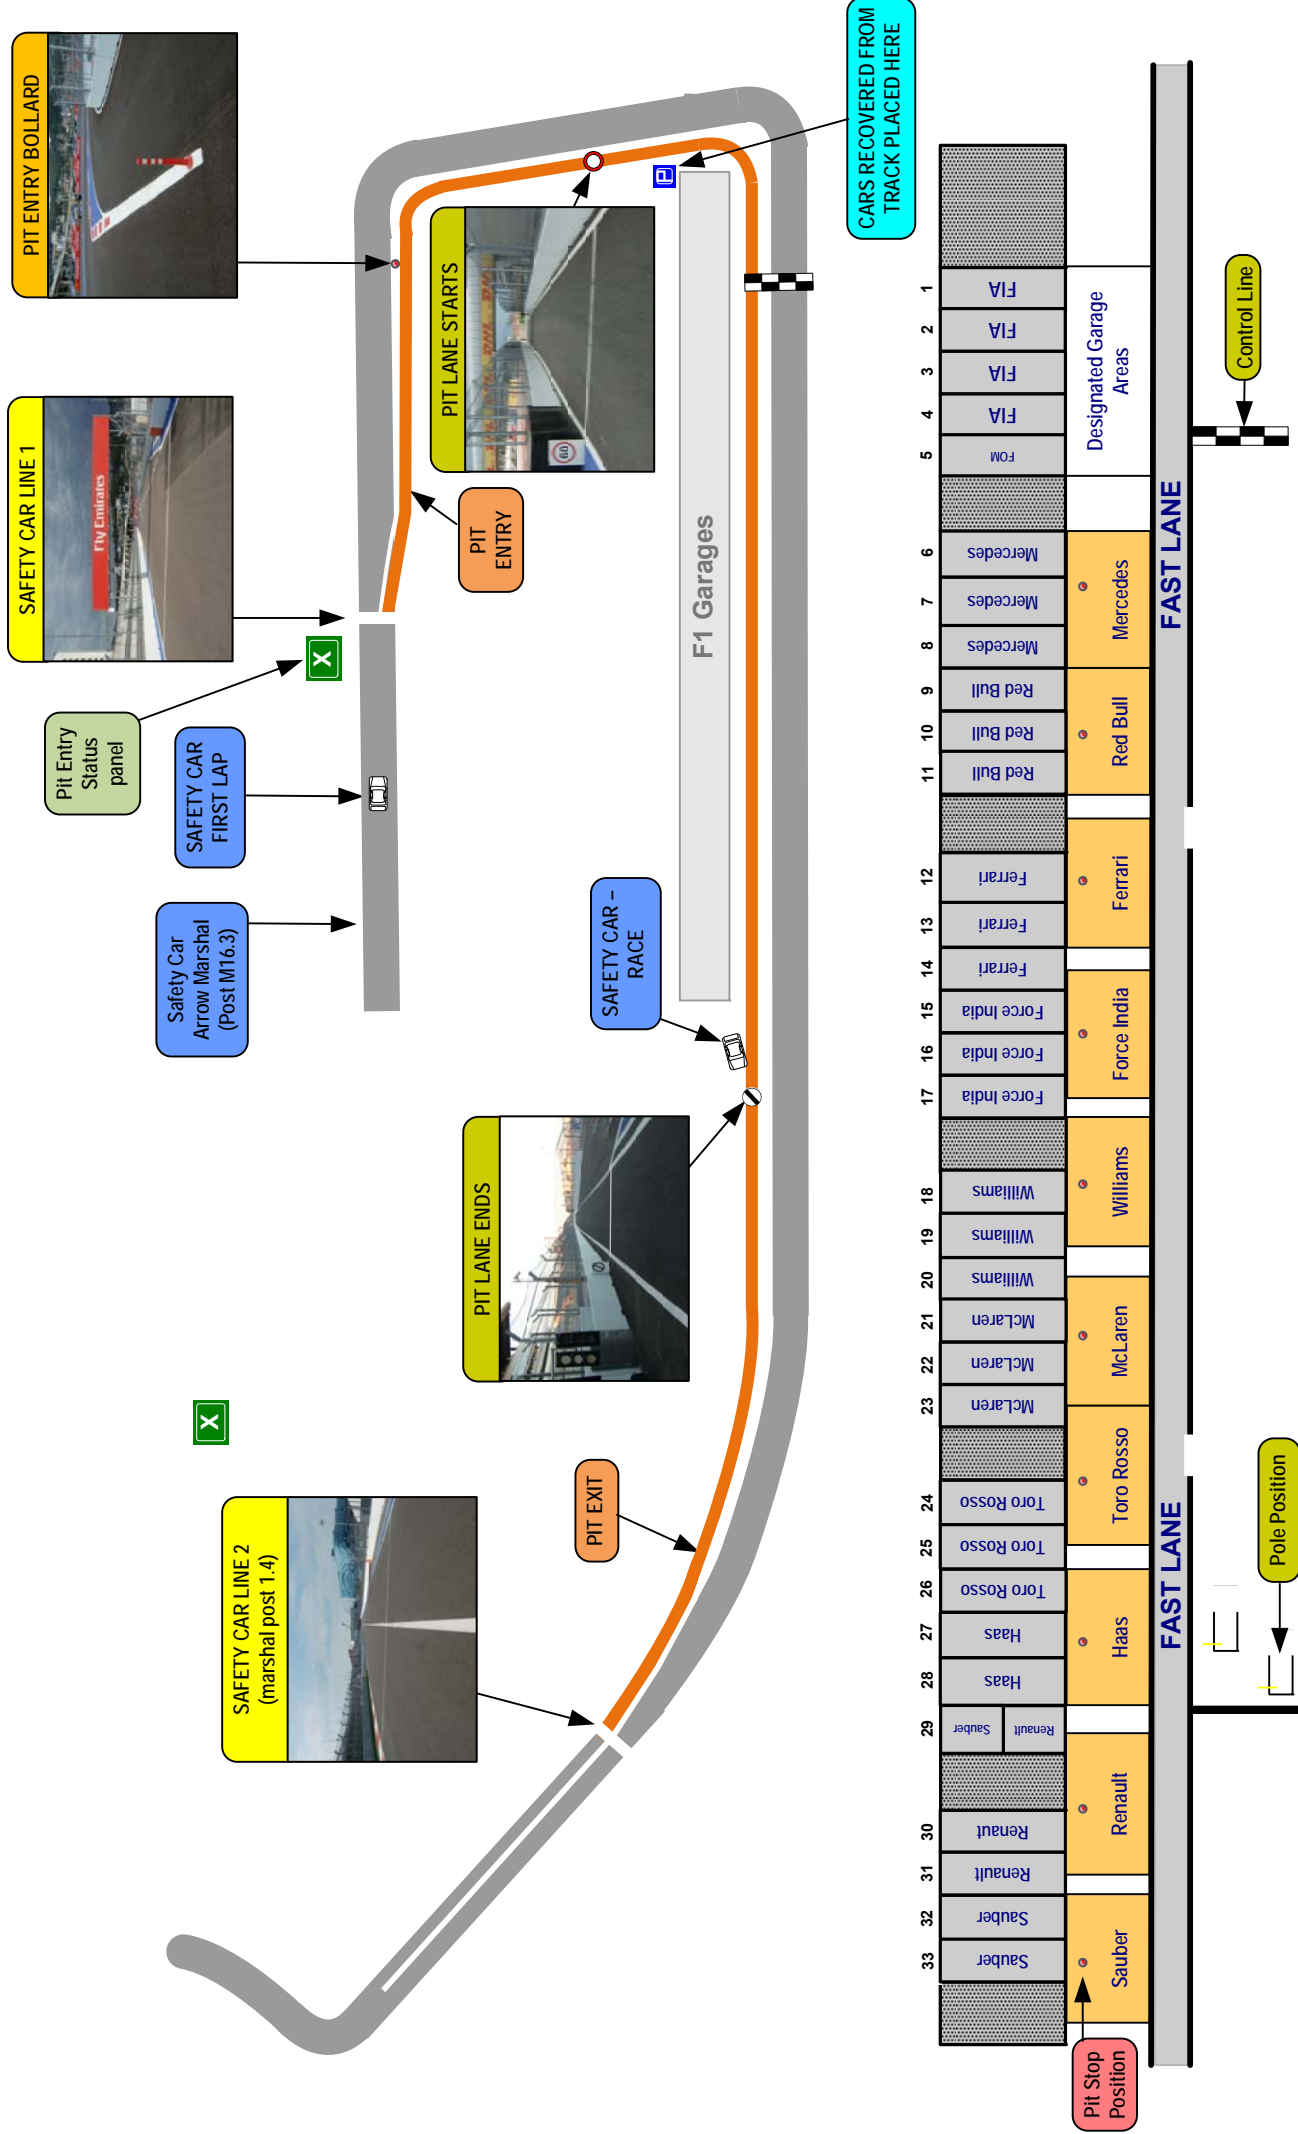 PIT ENTRY BOLLARD
SAFETY CAR LINE 1
Fly Emirates
Pit Entry
Status
panel
X
SAFETY CAR
FIRST LAP
Safety Car
Arrow Marshal
(Post M16.3)
PIT LANE STARTS
60
PIT
ENTRY
P
CARS RECOVERED FROM
TRACK PLACED HERE
F1 Garages
SAFETY CAR –
RACE
PIT LANE ENDS
X
SAFETY CAR LINE 2
(marshal post 1.4)
PIT EXIT
1
FIA
2
FIA
3
FIA
4
FIA
5
FOM
6
Mercedes
7
Mercedes
8
Mercedes
9
Red Bull
10
Red Bull
11
Red Bull
12
Ferrari
13
Ferrari
14
Ferrari
15
Force India
16
Force India
17
Force India
18
Williams
19
Williams
20
Williams
21
McLaren
22
McLaren
23
McLaren
24
Toro Rosso
25
Toro Rosso
26
Toro Rosso
27
Haas
28
Haas
29
Sauber
Renault
30
Renaut
31
Renault
32
Sauber
33
Sauber
Designated Garage
Areas
Mercedes
Red Bull
Ferrari
Force India
Williams
McLaren
Toro Rosso
Haas
Renault
Sauber
FAST LANE
FAST LANE
Control Line
Pole Position
Pit Stop
Position